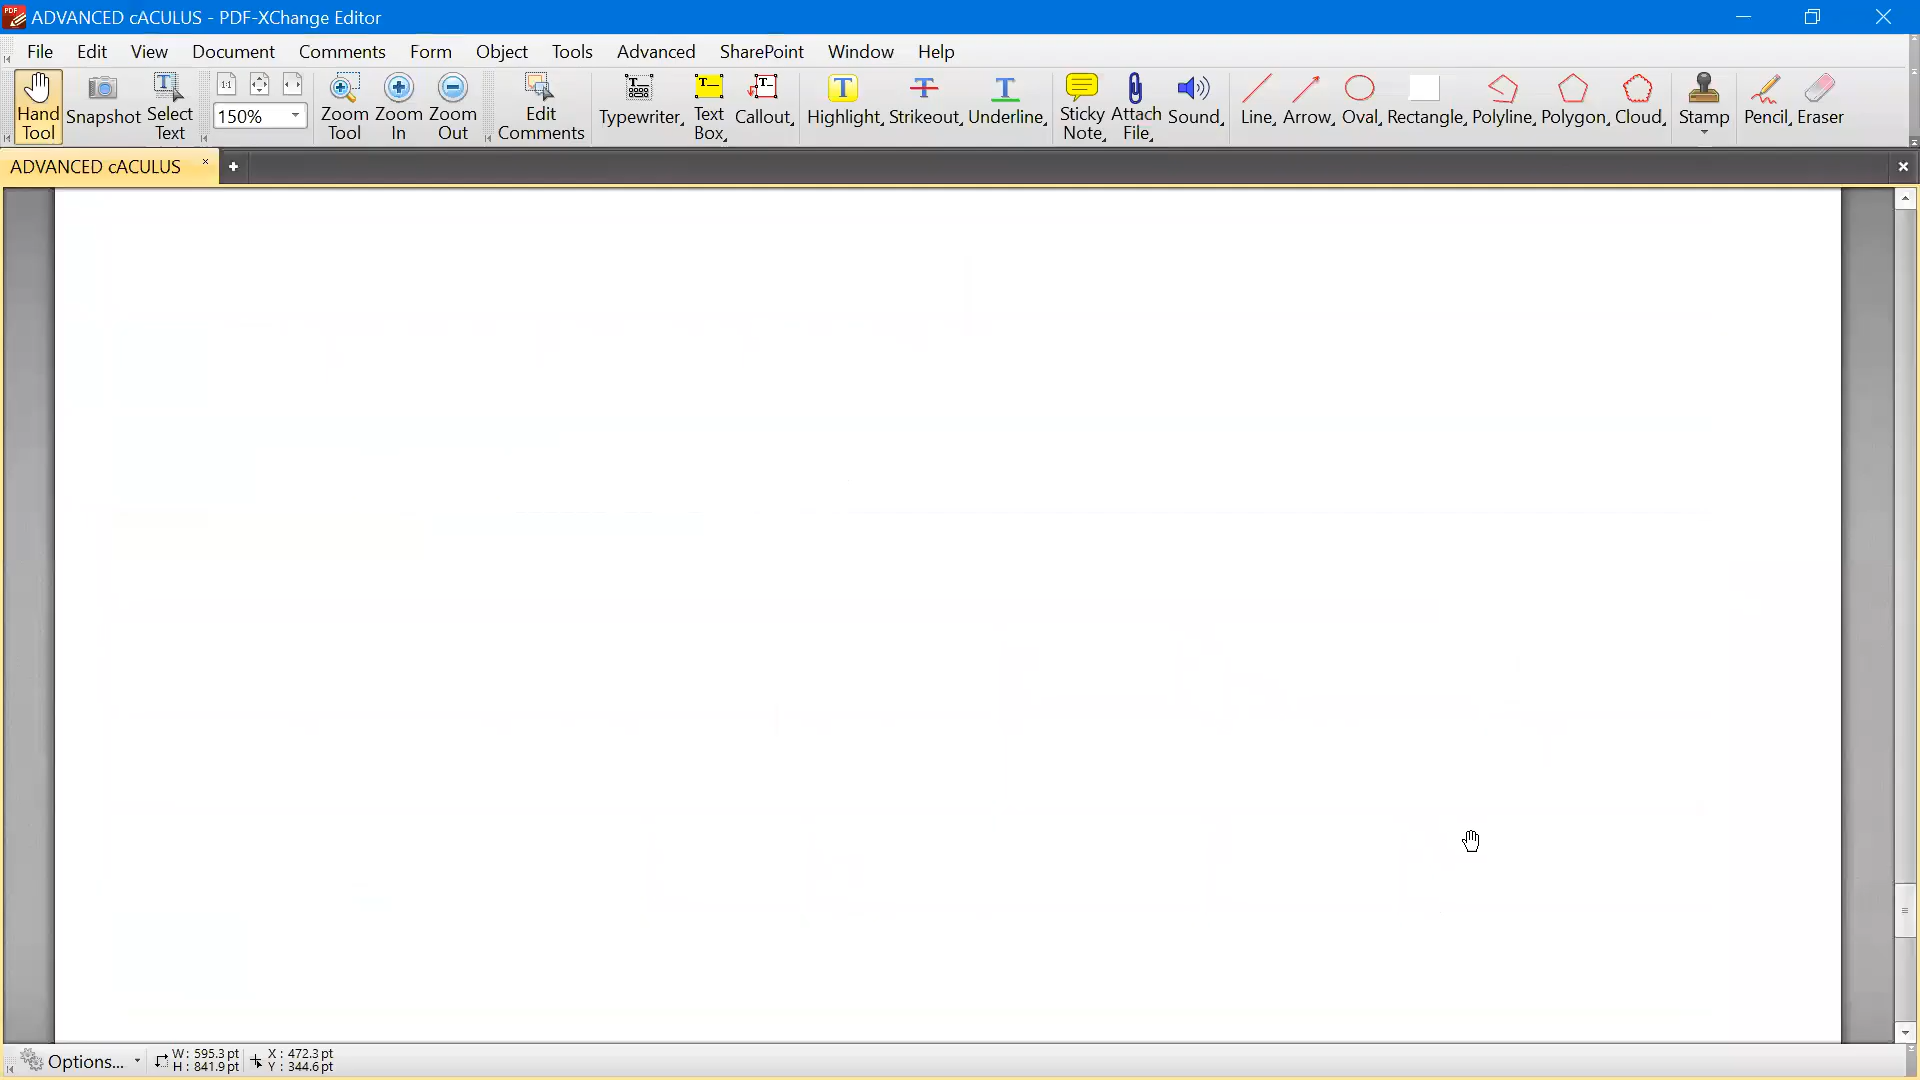 ADVANCED cACULUS - PDF-XChange Editor
File Edit View Document Comments Form Object Tools Advanced SharePoint Window Help
Hand Tool Snapshot Select Text 1:1 150% Zoom Tool Zoom In Zoom Out Edit Comments Typewriter Text Box Callout Highlight Strikeout Underline Sticky Note Attach File Sound Line Arrow Oval Rectangle Polyline Polygon Cloud Stamp Pencil Eraser
ADVANCED cACULUS
Options...
W: 595.3 pt X: 472.3 pt
H: 841.9 pt Y: 344.6 pt